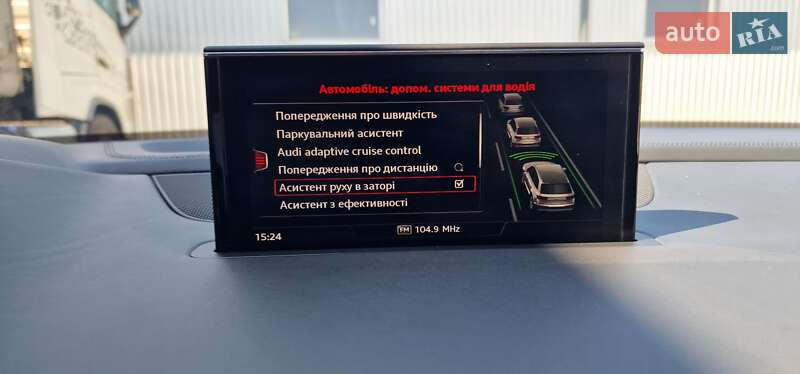 auto RIA
.com
Автомобіль: допом. системи для водія
Попередження про швидкість
Паркувальний асистент
Audi adaptive cruise control
Попередження про дистанцію
Асистент руху в заторі
Асистент з ефективності
15:24
FM 104.9 MHz